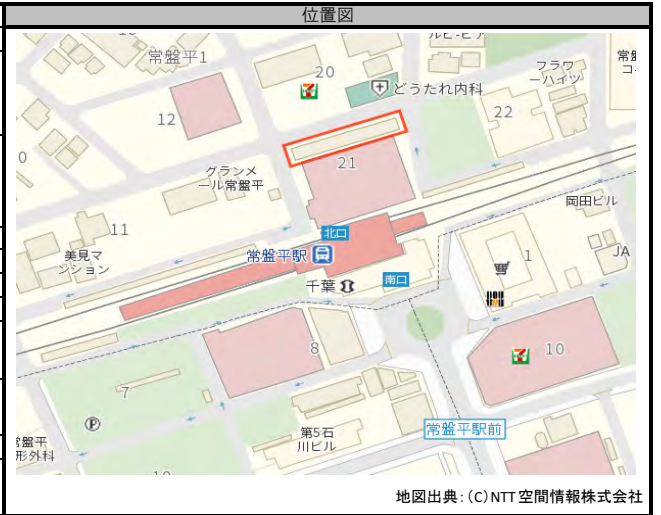 位置図
常盤平1
20
フラワ
ーハイツ
どうたれ内科
12
22
21
グランメ
ール常盤平
11
北口
岡田ビル
美見マ
ンション
常盤平駅
1
JA
千葉
南口
8
10
7
P
第5石
川ビル
常盤平駅前
常盤平
形外科
地図出典：(C)NTT空間情報株式会社